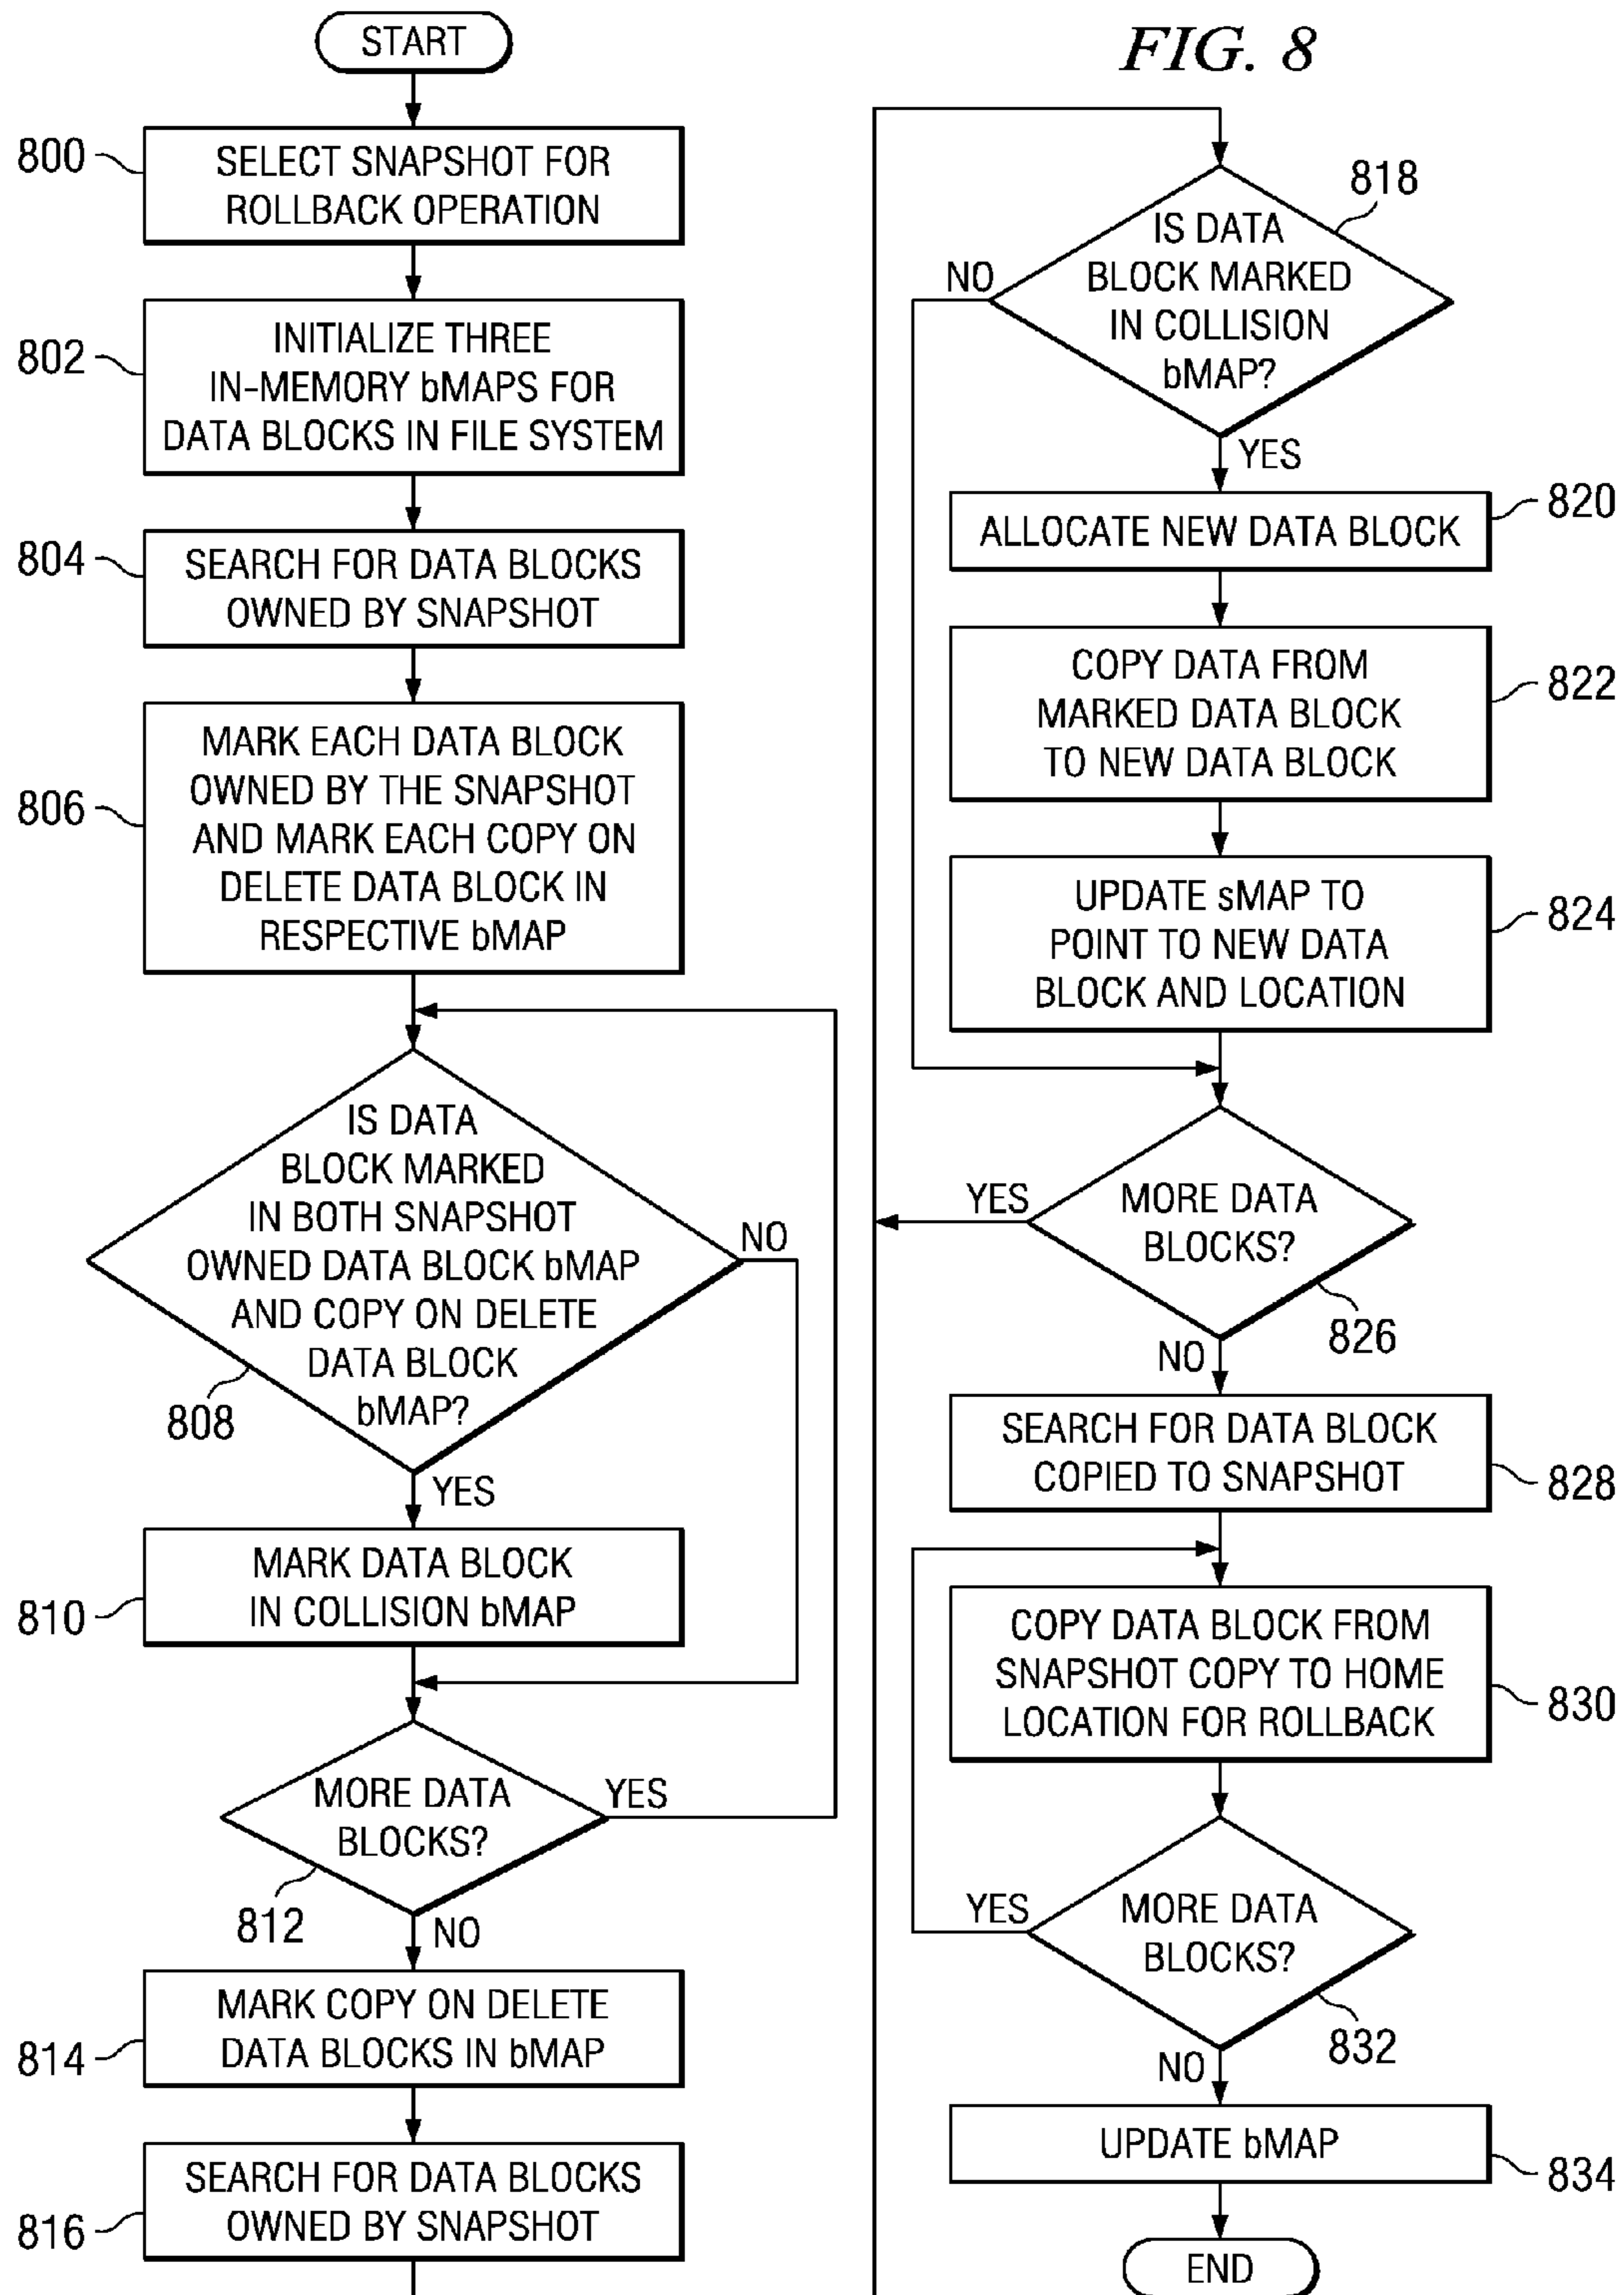 FIG. 8
START
800
SELECT SNAPSHOT FOR
ROLLBACK OPERATION
802
INITIALIZE THREE
IN-MEMORY bMAPS FOR
DATA BLOCKS IN FILE SYSTEM
804
SEARCH FOR DATA BLOCKS
OWNED BY SNAPSHOT
806
MARK EACH DATA BLOCK
OWNED BY THE SNAPSHOT
AND MARK EACH COPY ON
DELETE DATA BLOCK IN
RESPECTIVE bMAP
IS DATA
BLOCK MARKED
IN BOTH SNAPSHOT
OWNED DATA BLOCK bMAP
AND COPY ON DELETE
DATA BLOCK
bMAP?
NO
808
YES
810
MARK DATA BLOCK
IN COLLISION bMAP
MORE DATA
BLOCKS?
YES
812
NO
814
MARK COPY ON DELETE
DATA BLOCKS IN bMAP
816
SEARCH FOR DATA BLOCKS
OWNED BY SNAPSHOT
818
IS DATA
BLOCK MARKED
IN COLLISION
bMAP?
NO
YES
ALLOCATE NEW DATA BLOCK
820
COPY DATA FROM
MARKED DATA BLOCK
TO NEW DATA BLOCK
822
UPDATE sMAP TO
POINT TO NEW DATA
BLOCK AND LOCATION
824
YES
MORE DATA
BLOCKS?
826
NO
SEARCH FOR DATA BLOCK
COPIED TO SNAPSHOT
828
COPY DATA BLOCK FROM
SNAPSHOT COPY TO HOME
LOCATION FOR ROLLBACK
830
YES
MORE DATA
BLOCKS?
832
NO
UPDATE bMAP
834
END